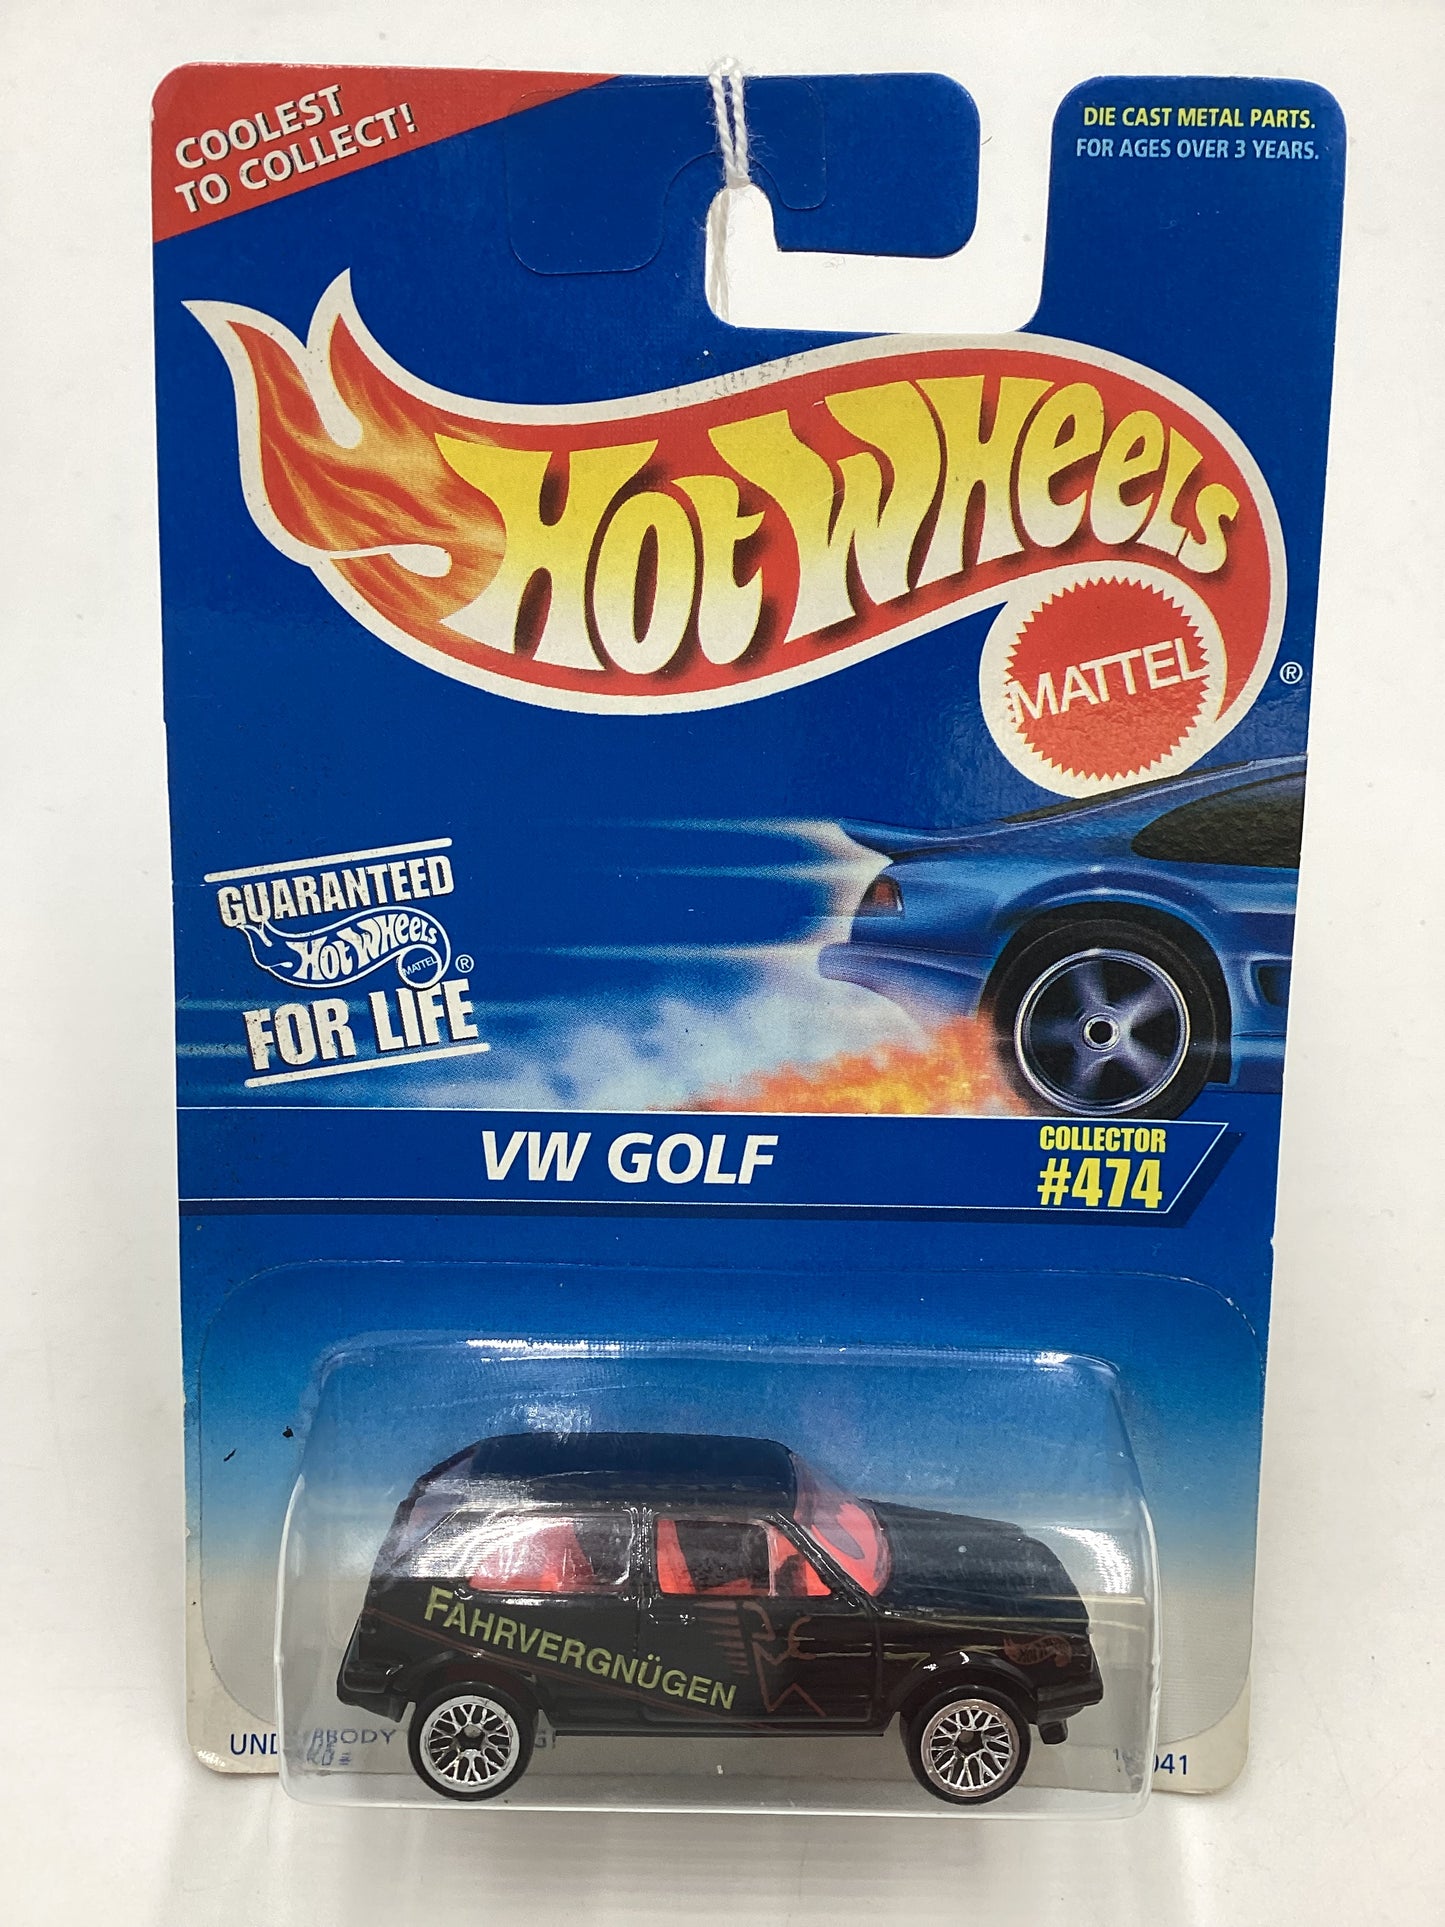 COOLEST
TO COLLECT!
DIE CAST METAL PARTS.
FOR AGES OVER 3 YEARS.
Hot Wheels
MATTEL
®
GUARANTEED
Hot Wheels
MATTEL
®
FOR LIFE
VW GOLF
COLLECTOR
#474
FAHRVERGNÜGEN